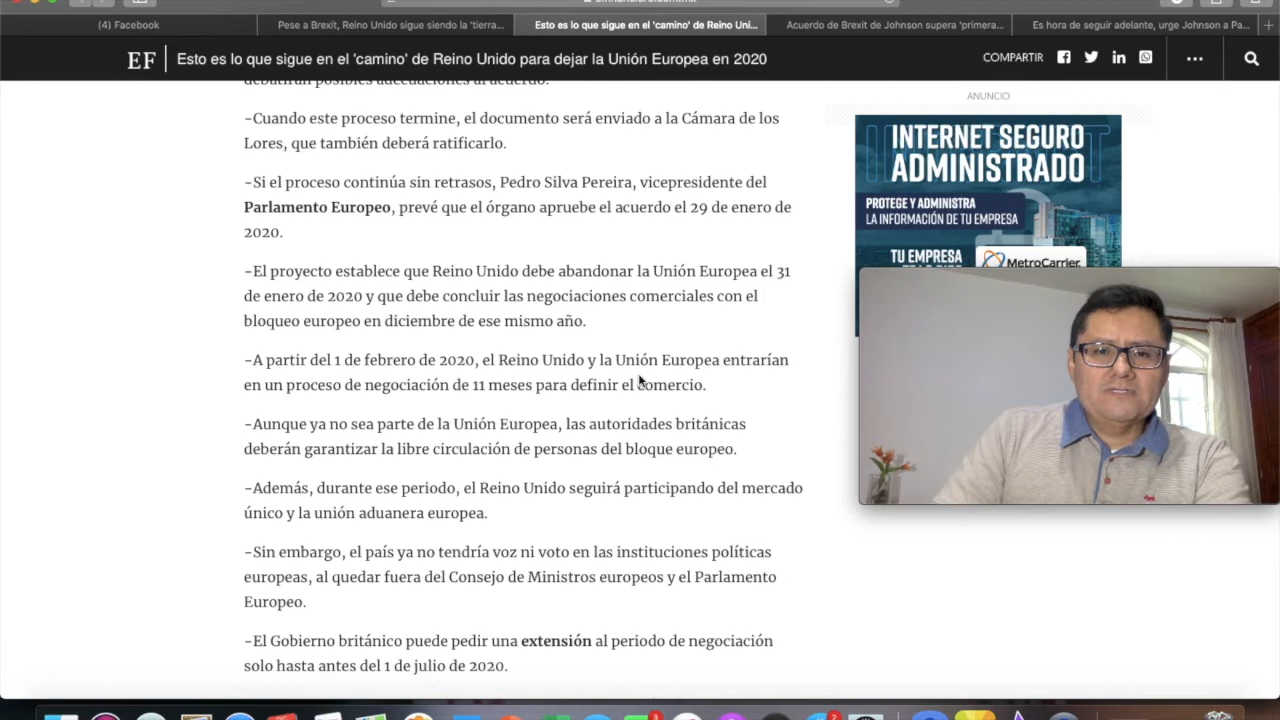 (4) Facebook
Pese a Brexit, Reino Unido sigue siendo la 'tierra...
Esto es lo que sigue en el 'camino' de Reino Uni...
Acuerdo de Brexit de Johnson supera 'primera...
Es hora de seguir adelante, urge Johnson a Pa...
EF
Esto es lo que sigue en el 'camino' de Reino Unido para dejar la Unión Europea en 2020
COMPARTIR
debatirán posibles adecuaciones al acuerdo.
-Cuando este proceso termine, el documento será enviado a la Cámara de los
Lores, que también deberá ratificarlo.
-Si el proceso continúa sin retrasos, Pedro Silva Pereira, vicepresidente del
Parlamento Europeo, prevé que el órgano apruebe el acuerdo el 29 de enero de
2020.
-El proyecto establece que Reino Unido debe abandonar la Unión Europea el 31
de enero de 2020 y que debe concluir las negociaciones comerciales con el
bloqueo europeo en diciembre de ese mismo año.
-A partir del 1 de febrero de 2020, el Reino Unido y la Unión Europea entrarían
en un proceso de negociación de 11 meses para definir el comercio.
-Aunque ya no sea parte de la Unión Europea, las autoridades británicas
deberán garantizar la libre circulación de personas del bloque europeo.
-Además, durante ese periodo, el Reino Unido seguirá participando del mercado
único y la unión aduanera europea.
-Sin embargo, el país ya no tendría voz ni voto en las instituciones políticas
europeas, al quedar fuera del Consejo de Ministros europeos y el Parlamento
Europeo.
-El Gobierno británico puede pedir una extensión al periodo de negociación
solo hasta antes del 1 de julio de 2020.
ANUNCIO
INTERNET SEGURO
ADMINISTRADO
PROTEGE Y ADMINISTRA
LA INFORMACIÓN DE TU EMPRESA
TU EMPRESA
MetroCarrier
3
2